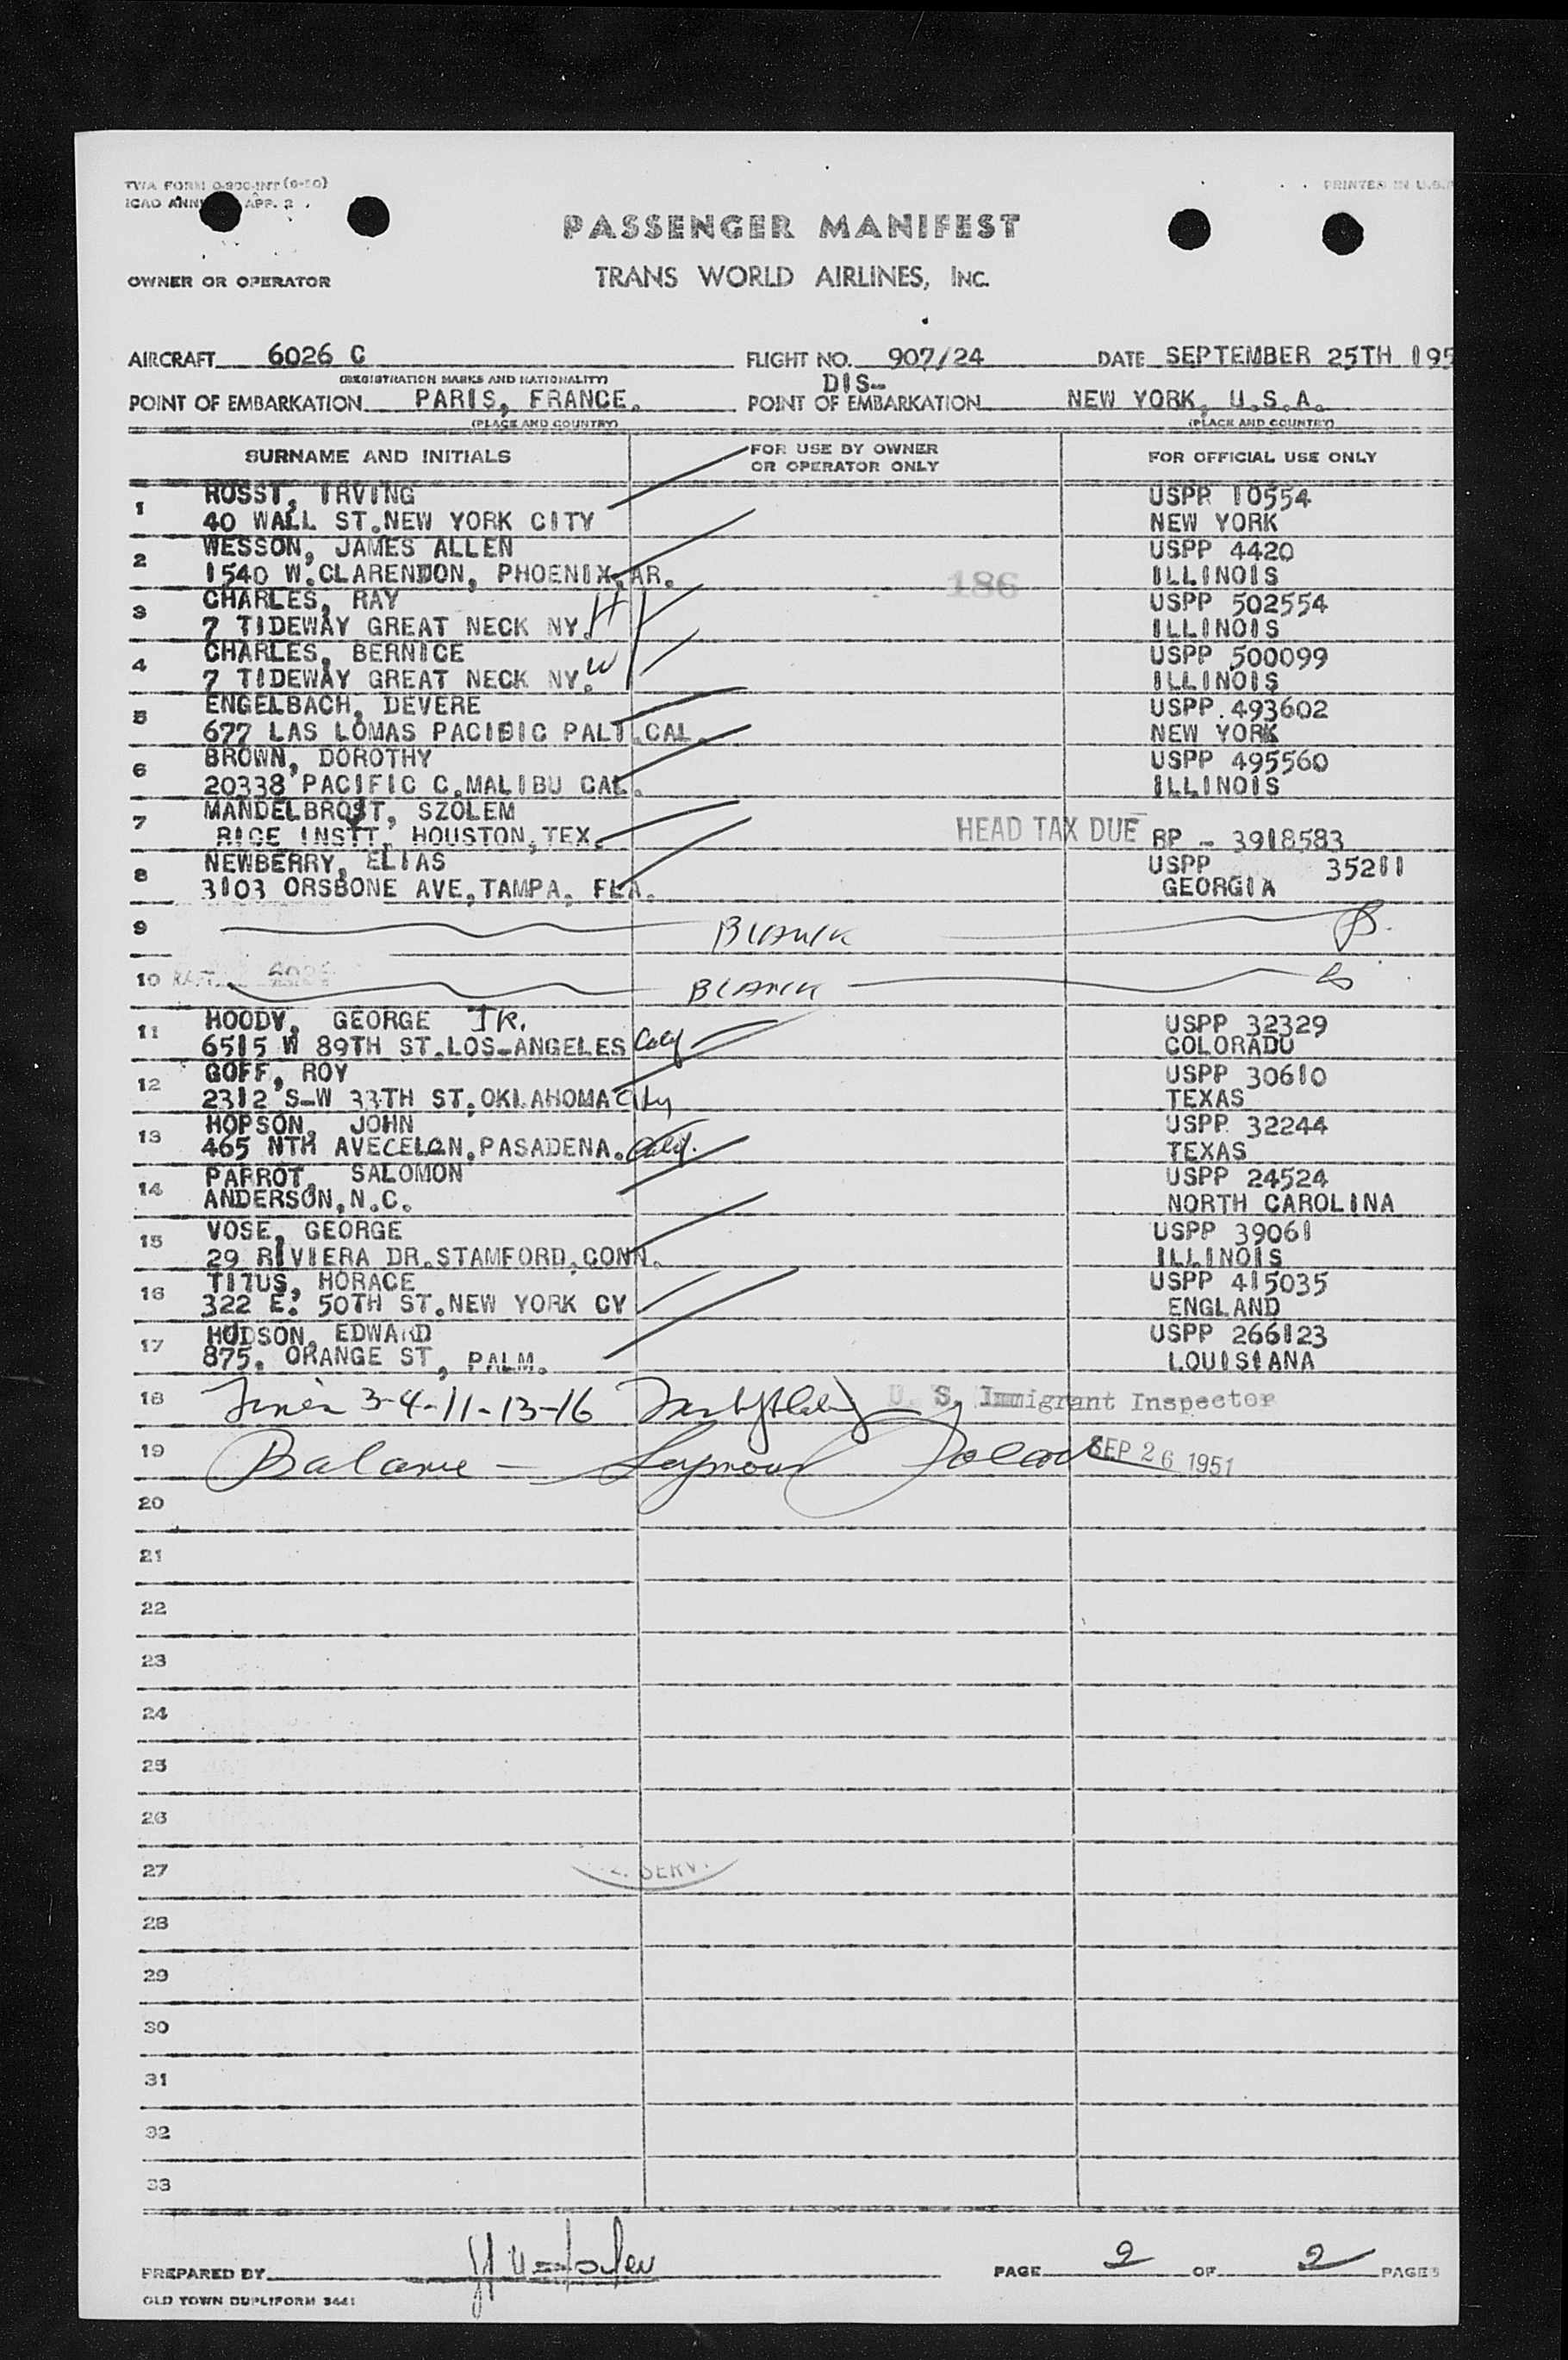 TWA FORM 0-900-INT (6-50)
ICAO ANN APP. 2
PRINTED IN U.S.
PASSENGER MANIFEST
OWNER OR OPERATOR
TRANS WORLD AIRLINES, INC.
AIRCRAFT 6026 C FLIGHT NO. 907/24 DATE SEPTEMBER 25TH 195
(REGISTRATION MARKS AND NATIONALITY)
DIS-
POINT OF EMBARKATION PARIS, FRANCE. POINT OF EMBARKATION NEW YORK, U.S.A.
(PLACE AND COUNTRY) (PLACE AND COUNTRY)
SURNAME AND INITIALS FOR USE BY OWNER OR OPERATOR ONLY FOR OFFICIAL USE ONLY
1 ROSST, IRVING USPP 10554
40 WALL ST.NEW YORK CITY NEW YORK
2 WESSON, JAMES ALLEN USPP 4420
1540 W.CLARENDON, PHOENIX,AR. 186 ILLINOIS
3 CHARLES, RAY USPP 502554
7 TIDEWAY GREAT NECK NY. H ILLINOIS
4 CHARLES, BERNICE USPP 500099
7 TIDEWAY GREAT NECK NY. W ILLINOIS
5 ENGELBACH, DEVERE USPP.493602
677 LAS LOMAS PACIBIC PALI.CAL. NEW YORK
6 BROWN, DOROTHY USPP 495560
20338 PACIFIC C.MALIBU CAL. ILLINOIS
7 MANDELBROJT, SZOLEM
RICE INSTT. HOUSTON,TEX. HEAD TAX DUE RP - 3918583
8 NEWBERRY, ELIAS USPP 35211
3103 ORSBONE AVE,TAMPA, FLA. GEORGIA
9 BLANK B.
10 BLANK
11 HOODY, GEORGE JR. USPP 32329
6515 W 89TH ST.LOS-ANGELES Calif COLORADO
12 GOFF, ROY USPP 30610
2312 S-W 33TH ST.OKLAHOMA City TEXAS
13 HOPSON, JOHN USPP 32244
465 NTH AVECELON,PASADENA. Calif. TEXAS
14 PARROT, SALOMON USPP 24524
ANDERSON,N.C. NORTH CAROLINA
15 VOSE, GEORGE USPP 39061
29 RIVIERA DR.STAMFORD,CONN. ILLINOIS
16 TITUS, HORACE USPP 415035
322 E. 50TH ST.NEW YORK CY ENGLAND
17 HUDSON, EDWARD USPP 266123
875, ORANGE ST, PALM. LOUISIANA
18 Lines 3-4-11-13-16 U. S. Immigrant Inspector
19 Balance - Seymour SEP 26 1951
20
21
22
23
24
25
26
27 SERV.
28
29
30
31
32
33
PREPARED BY PAGE 2 OF 2 PAGES
OLD TOWN DUPLIFORM 3441